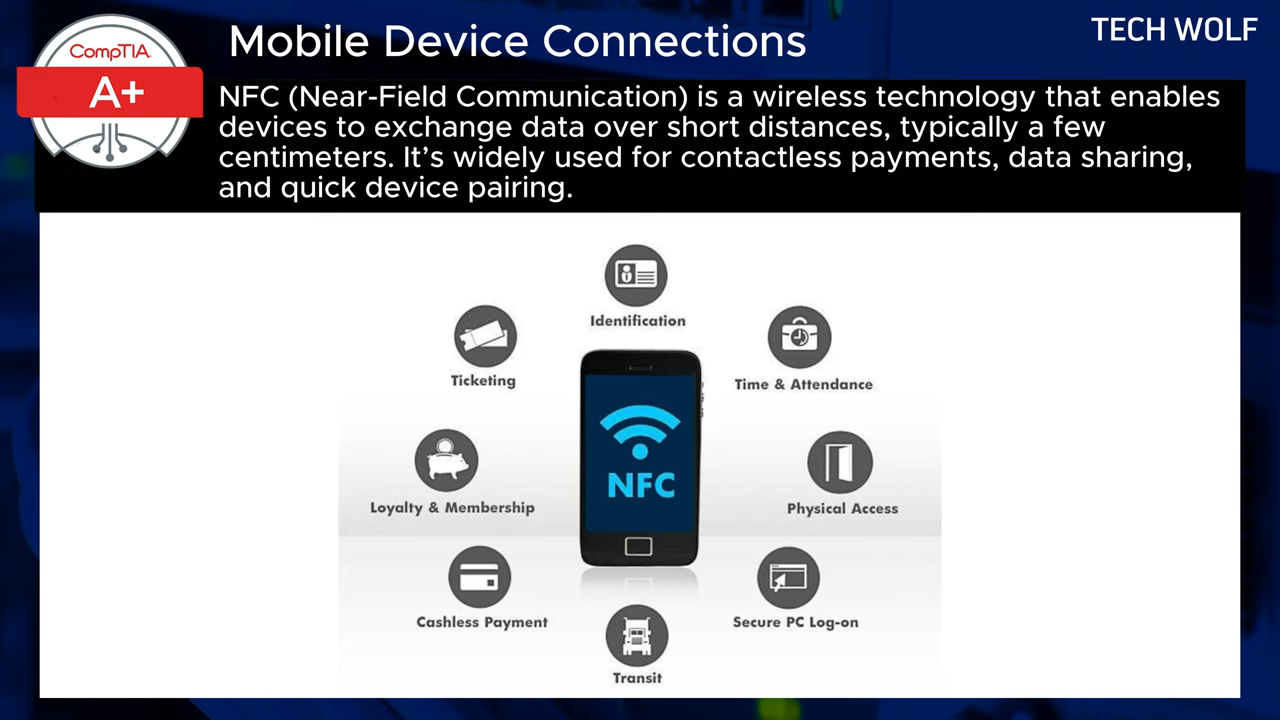 CompTIA.
A+
Mobile Device Connections
TECH WOLF
NFC (Near-Field Communication) is a wireless technology that enables
devices to exchange data over short distances, typically a few
centimeters. It’s widely used for contactless payments, data sharing,
and quick device pairing.
Identification
Ticketing
Time & Attendance
NFC
Loyalty & Membership
Physical Access
Cashless Payment
Secure PC Log-on
Transit